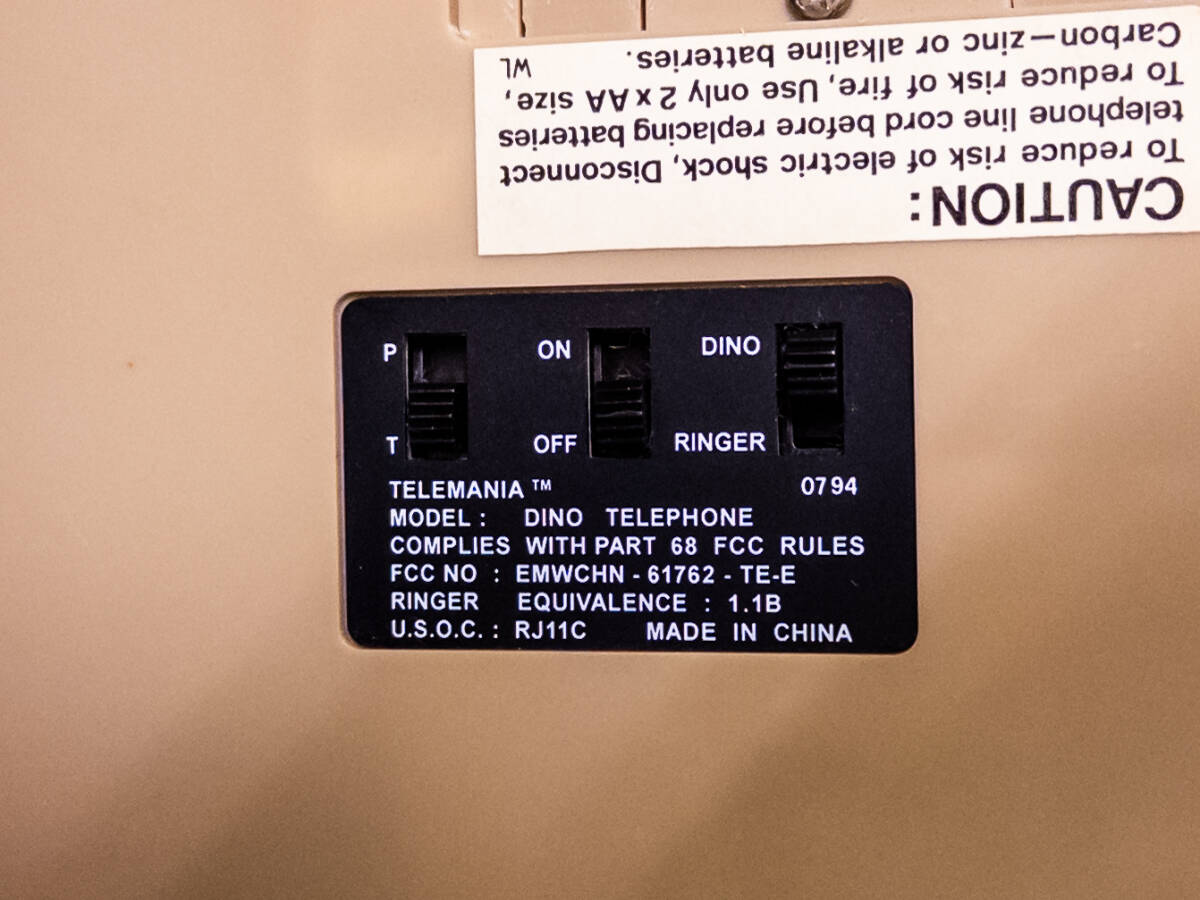 CAUTION:
To reduce risk of electric shock, Disconnect
telephone line cord before replacing batteries
To reduce risk of fire, Use only 2 x AA size,
Carbon-zinc or alkaline batteries.
WL
P ON DINO
T OFF RINGER
TELEMANIA ™ 0794
MODEL : DINO TELEPHONE
COMPLIES WITH PART 68 FCC RULES
FCC NO : EMWCHN - 61762 - TE-E
RINGER EQUIVALENCE : 1.1B
U.S.O.C. : RJ11C MADE IN CHINA